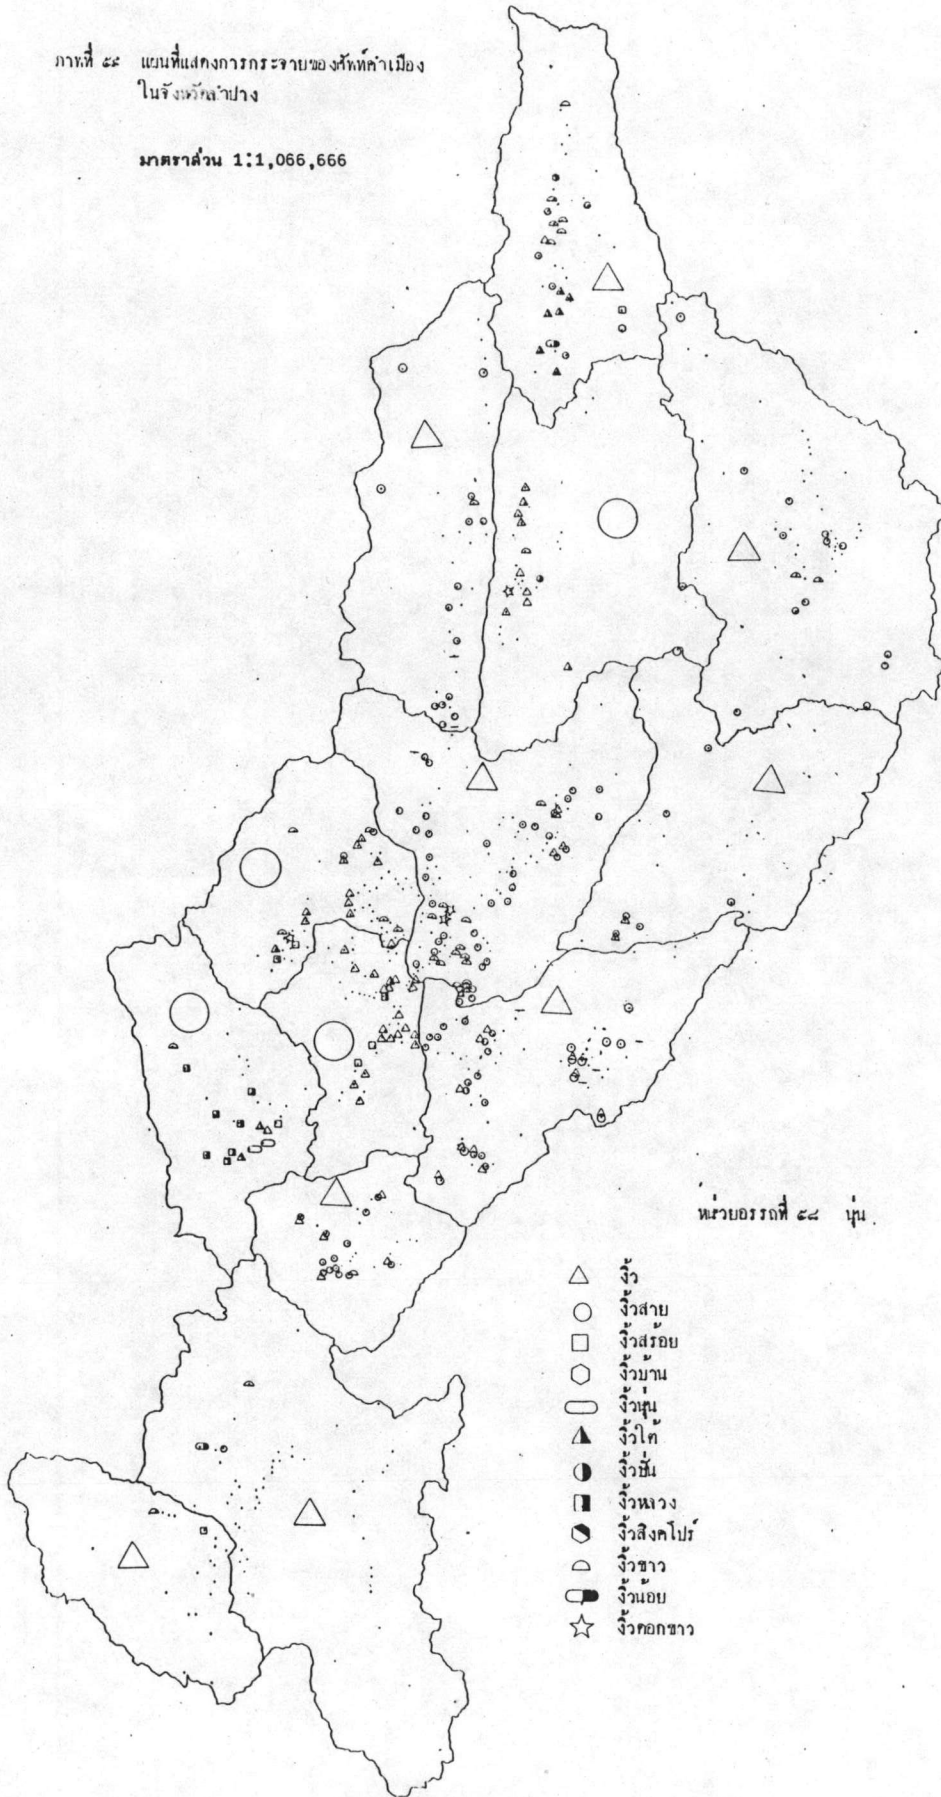 ภาพที่ ๕๙ แผนที่แสดงการกระจายของศัพท์คำเมือง
ในจังหวัดลำปาง
มาตราส่วน 1:1,066,666
หน่วยอรรถที่ ๕๘ นุ่น
งิ้ว
งิ้วสาย
งิ้วสร้อย
งิ้วบ้าน
งิ้วนุ่น
งิ้วใต้
งิ้วชั่น
งิ้วหลวง
งิ้วสิงคโปร์
งิ้วขาว
งิ้วน้อย
งิ้วดอกขาว